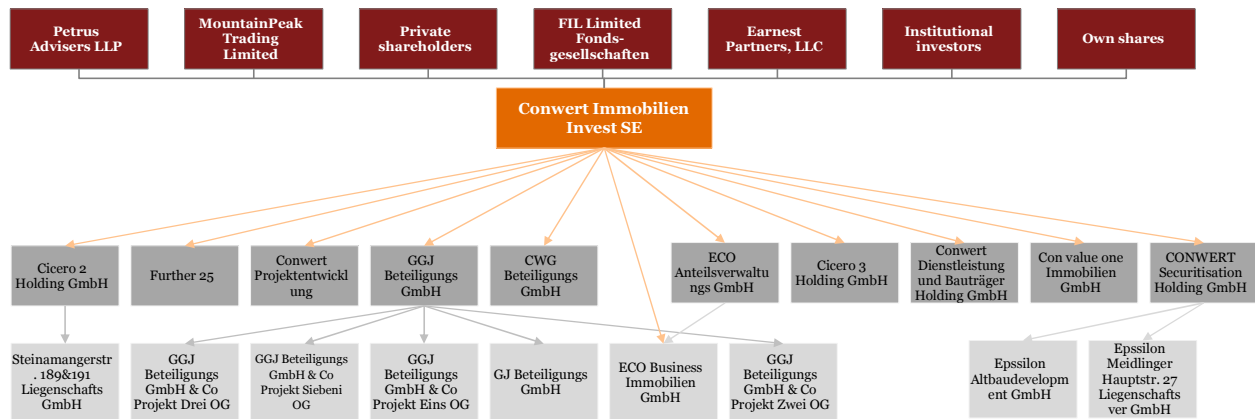 Petrus
Advisers LLP
MountainPeak
Trading
Limited
Private
shareholders
FIL Limited
Fonds-
gesellschaften
Earnest
Partners, LLC
Institutional
investors
Own shares
Conwert Immobilien
Invest SE
Cicero 2
Holding GmbH
Further 25
Conwert
Projektentwickl
ung
GGJ
Beteiligungs
GmbH
CWG
Beteiligungs
GmbH
ECO
Anteilsverwaltu
ngs GmbH
Cicero 3
Holding GmbH
Conwert
Dienstleistung
und Bauträger
Holding GmbH
Con value one
Immobilien
GmbH
CONWERT
Securitisation
Holding GmbH
Steinamangerstr
. 189&191
Liegenschafts
GmbH
GGJ
Beteiligungs
GmbH & Co
Projekt Drei OG
GGJ Beteiligungs
GmbH & Co
Projekt Siebeni
OG
GGJ
Beteiligungs
GmbH & Co
Projekt Eins OG
GJ Beteiligungs
GmbH
ECO Business
Immobilien
GmbH
GGJ
Beteiligungs
GmbH & Co
Projekt Zwei OG
Epssilon
Altbaudevelopm
ent GmbH
Epssilon
Meidlinger
Hauptstr. 27
Liegenschafts
ver GmbH